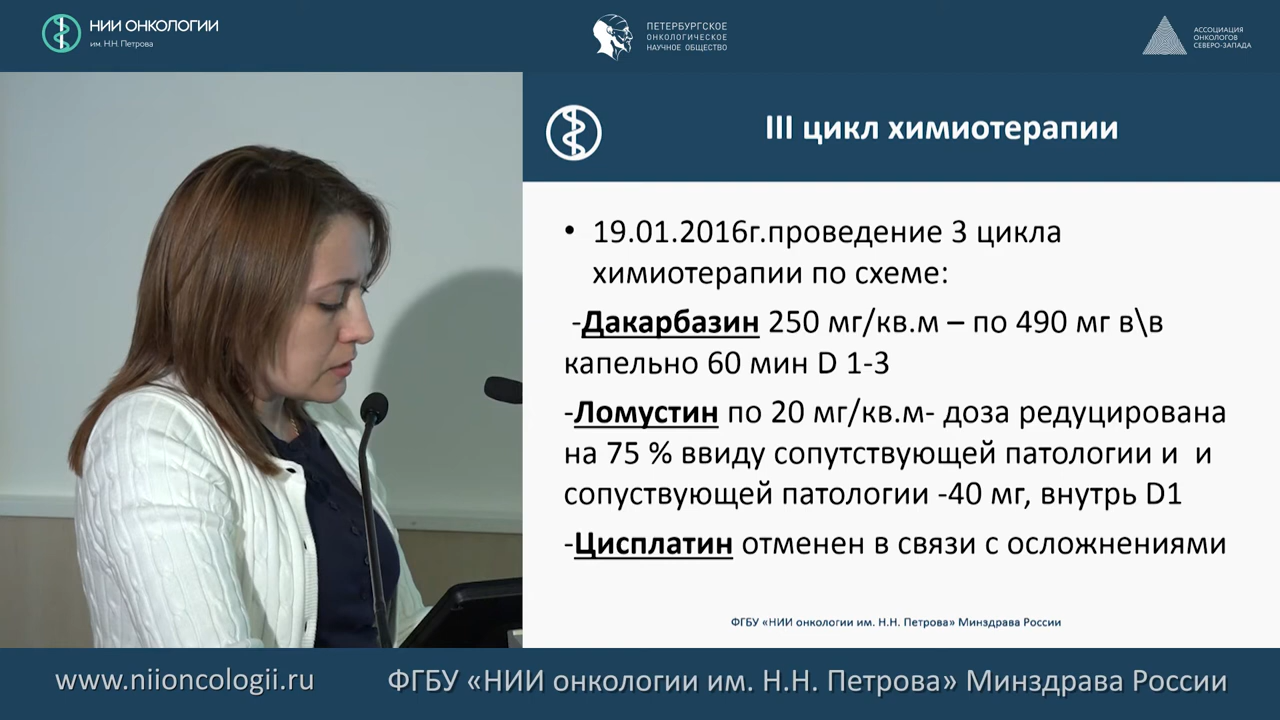 НИИ ОНКОЛОГИИ
им. Н.Н. Петрова
ПЕТЕРБУРГСКОЕ
ОНКОЛОГИЧЕСКОЕ
НАУЧНОЕ ОБЩЕСТВО
АССОЦИАЦИЯ
ОНКОЛОГОВ
СЕВЕРО-ЗАПАДА
III цикл химиотерапии
• 19.01.2016г.проведение 3 цикла
химиотерапии по схеме:
-Дакарбазин 250 мг/кв.м – по 490 мг в\в
капельно 60 мин D 1-3
-Ломустин по 20 мг/кв.м- доза редуцирована
на 75 % ввиду сопутствующей патологии и и
сопуствующей патологии -40 мг, внутрь D1
-Цисплатин отменен в связи с осложнениями
ФГБУ «НИИ онкологии им. Н.Н. Петрова» Минздрава России
www.niioncologii.ru
ФГБУ «НИИ онкологии им. Н.Н. Петрова» Минздрава России